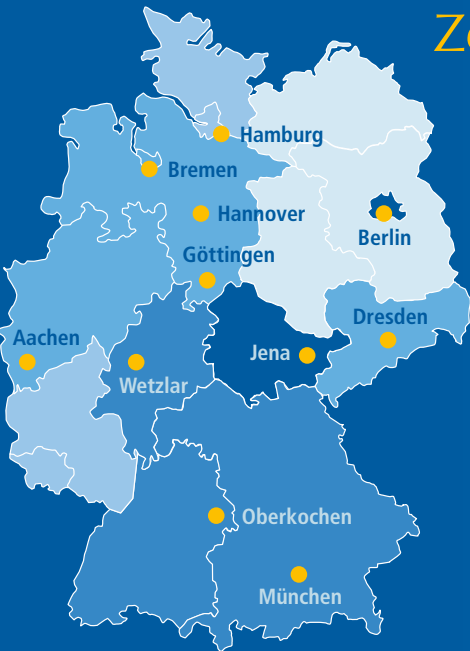 Hamburg
Bremen
Hannover
Berlin
Göttingen
Dresden
Aachen
Jena
Wetzlar
Oberkochen
München